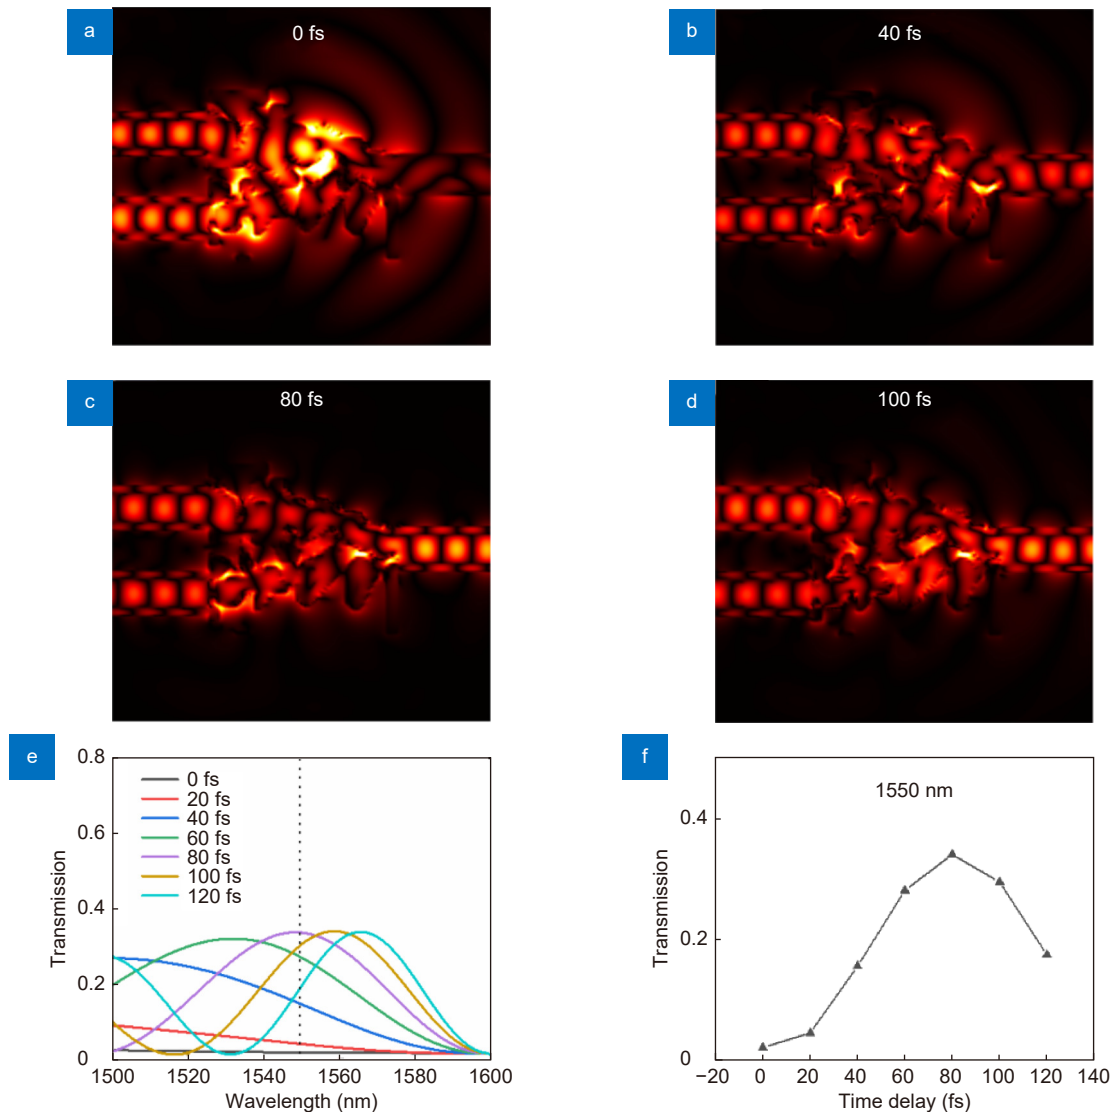 a
0 fs
b
40 fs
c
80 fs
d
100 fs
e
0.8
0.6
0.4
0.2
0
Transmission
0 fs
20 fs
40 fs
60 fs
80 fs
100 fs
120 fs
1500
1520
1540
1560
1580
1600
Wavelength (nm)
f
1550 nm
0.4
0.2
0
Transmission
−20
0
20
40
60
80
100
120
140
Time delay (fs)